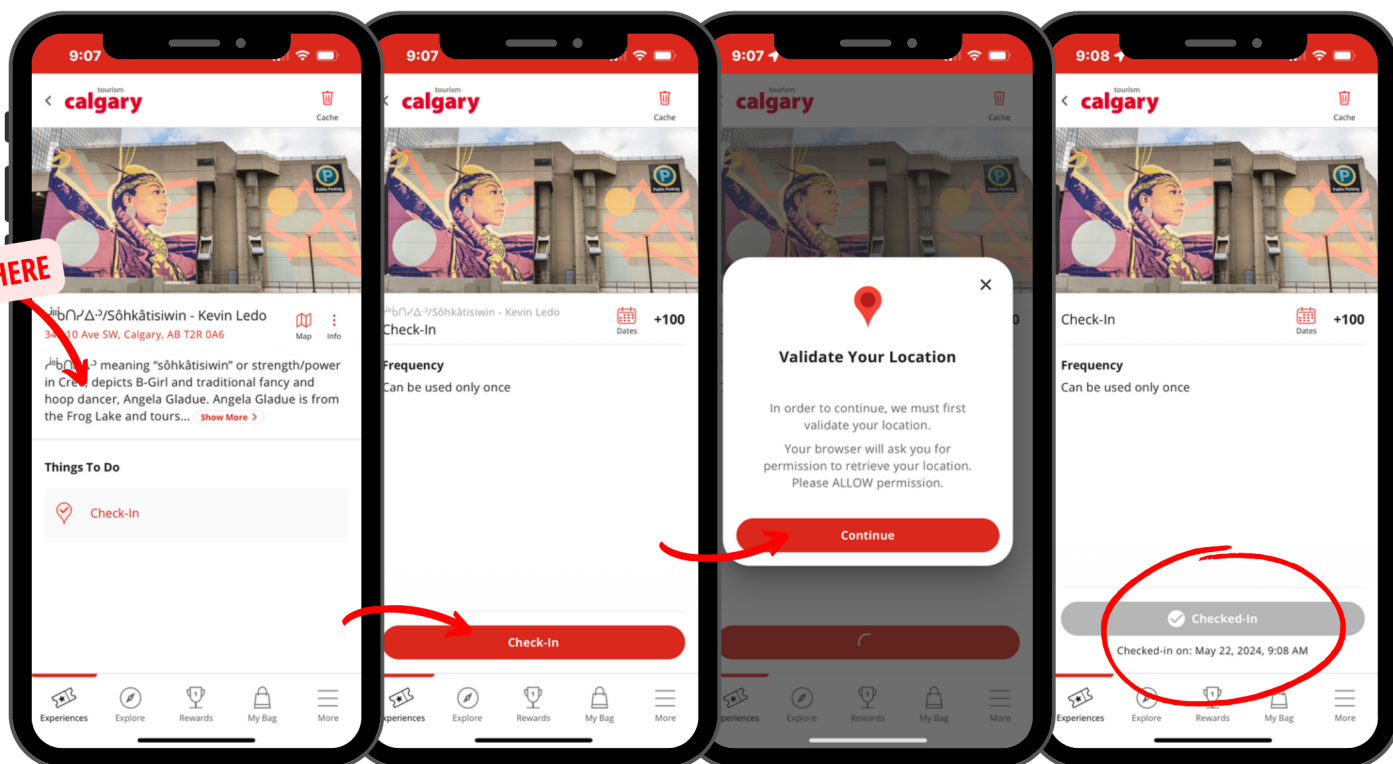 HERE
9:07
tourism
calgary
Cache
P
Public Parking
/Sôhkâtisiwin - Kevin Ledo
10 Ave SW, Calgary, AB T2R 0A6
Map
Info
meaning “sôhkâtisiwin” or strength/power
in Cree, depicts B-Girl and traditional fancy and
hoop dancer, Angela Gladue. Angela Gladue is from
the Frog Lake and tours... Show More >
Things To Do
Check-In
Experiences
Explore
Rewards
My Bag
More
9:07
tourism
calgary
Cache
P
Public Parking
/Sôhkâtisiwin - Kevin Ledo
Check-In
Dates
+100
Frequency
Can be used only once
Check-In
Experiences
Explore
Rewards
My Bag
More
9:07
tourism
calgary
Cache
P
Validate Your Location
In order to continue, we must first
validate your location.
Your browser will ask you for
permission to retrieve your location.
Please ALLOW permission.
Continue
Experiences
Explore
Rewards
My Bag
More
9:08
tourism
calgary
Cache
P
Public Parking
Check-In
Dates
+100
Frequency
Can be used only once
Checked-In
Checked-in on: May 22, 2024, 9:08 AM
Experiences
Explore
Rewards
My Bag
More